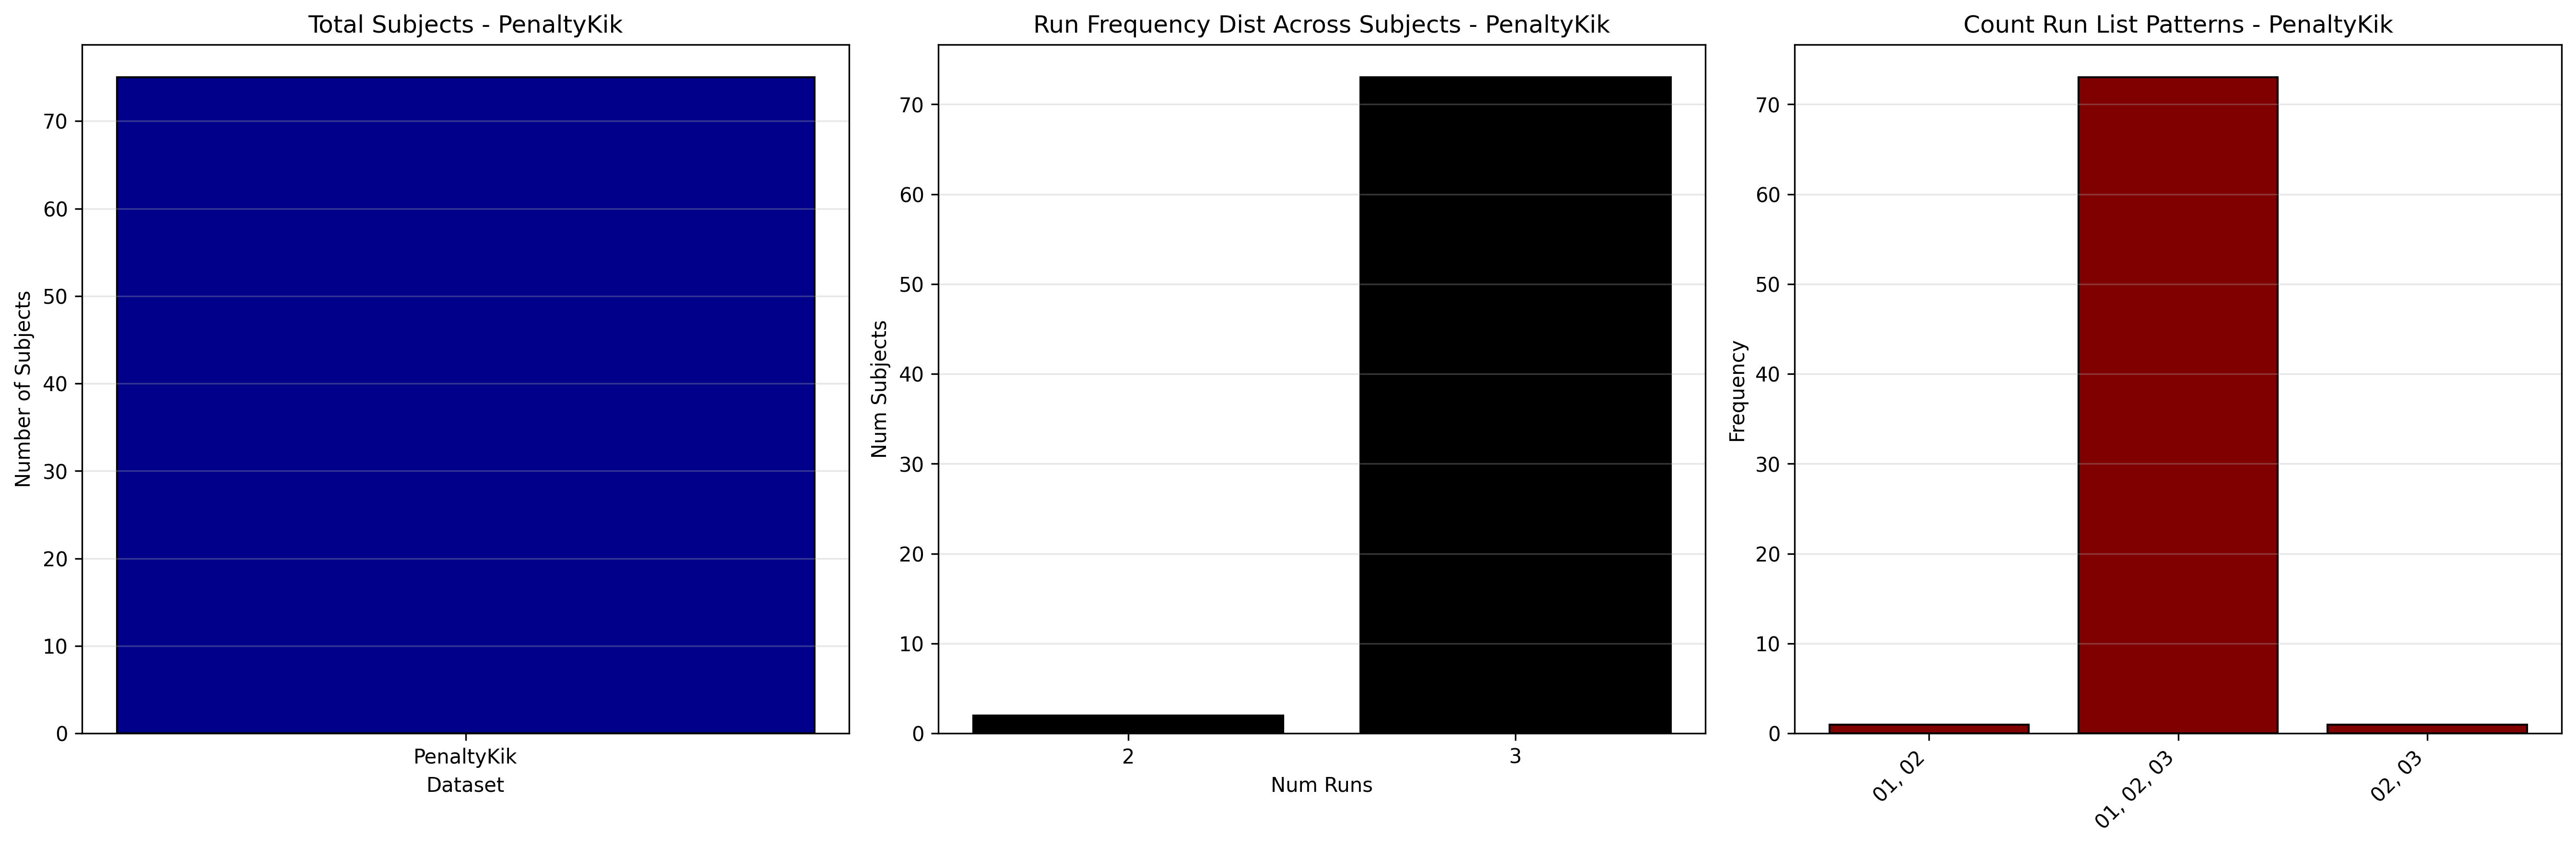 Total Subjects - PenaltyKik
Number of Subjects
70
60
50
40
30
20
10
0
PenaltyKik
Dataset
Run Frequency Dist Across Subjects - PenaltyKik
Num Subjects
70
60
50
40
30
20
10
0
2 3
Num Runs
Count Run List Patterns - PenaltyKik
Frequency
70
60
50
40
30
20
10
0
01, 02
01, 02, 03
02, 03